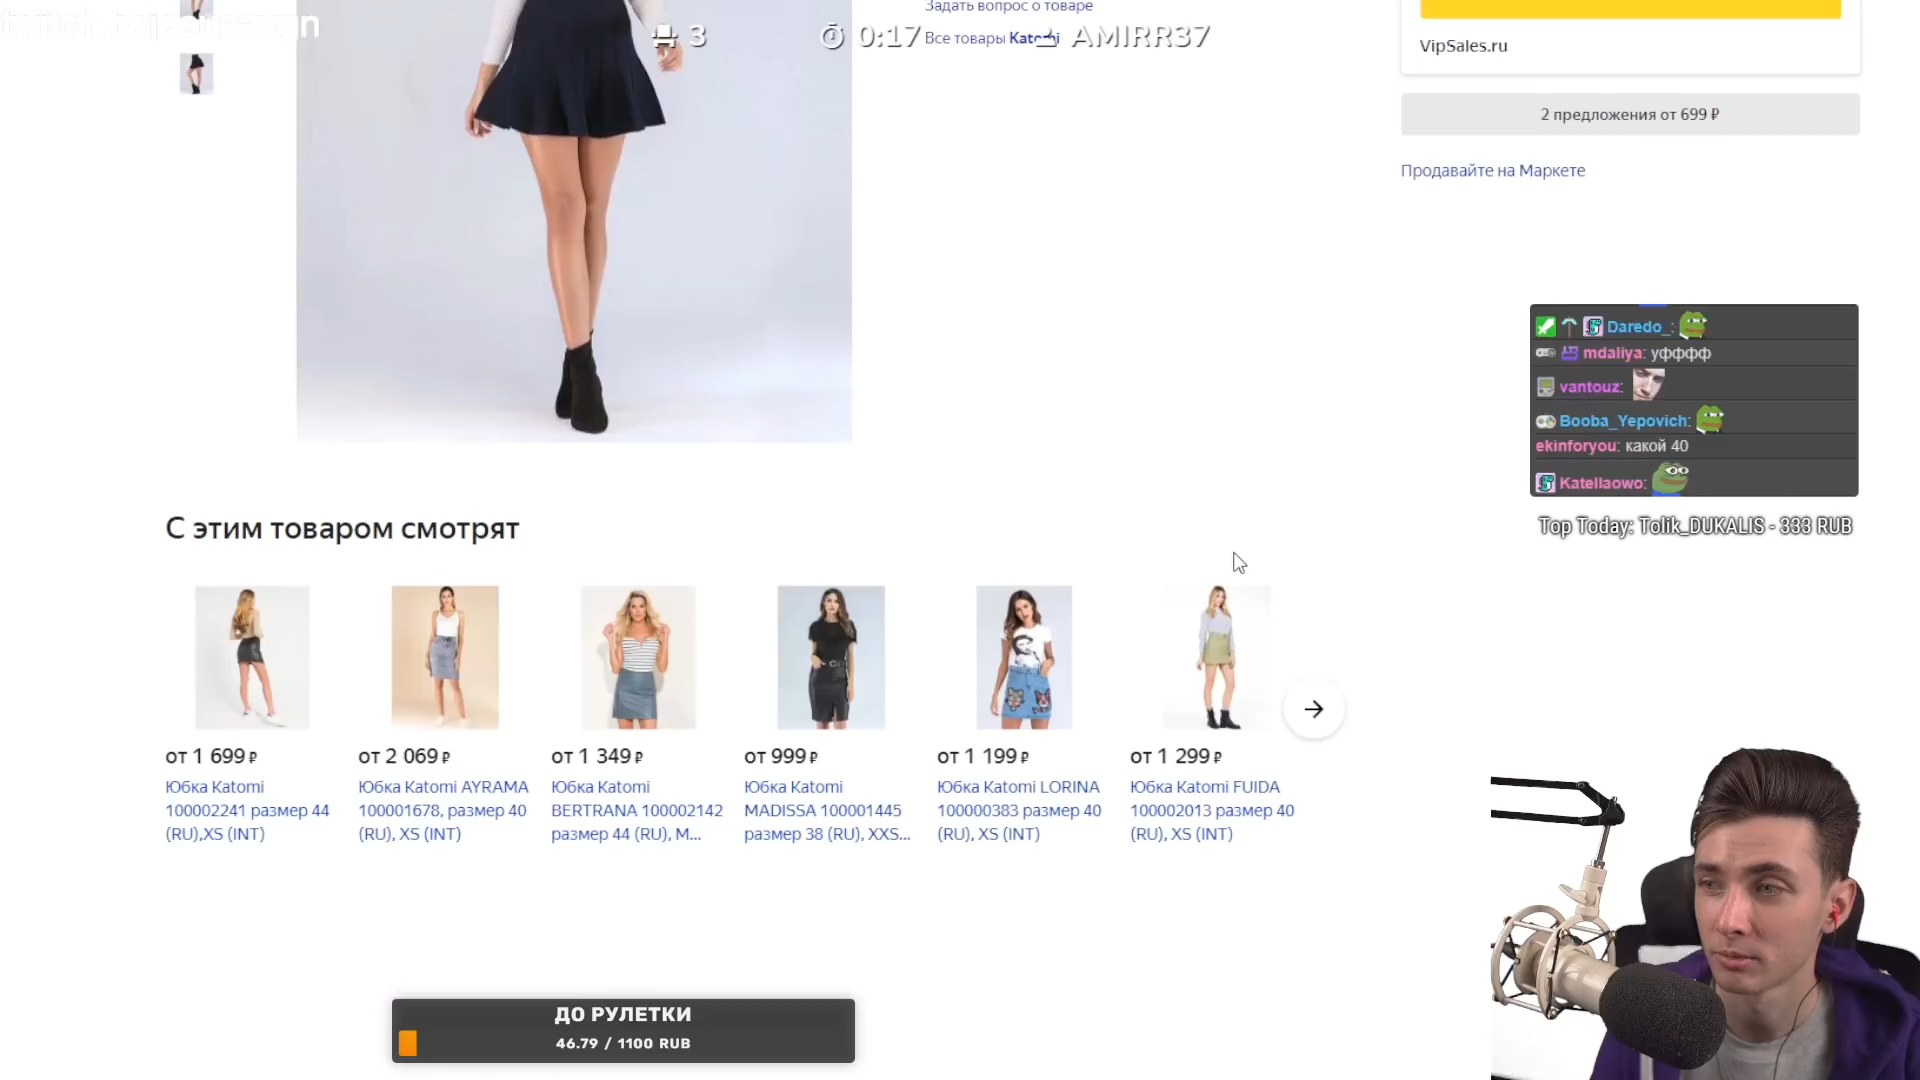 Задать вопрос о товаре
3
0:17
Все товары Katomi
AMIRR37
VipSales.ru
2 предложения от 699 ₽
Продавайте на Маркете
Daredo_:
mdaliya: уфффф
vantouz:
Booba_Yepovich:
ekinforyou: какой 40
Katellaowo:
Top Today: Tolik_DUKALIS - 333 RUB
С этим товаром смотрят
от 1 699 ₽
Юбка Katomi
100002241 размер 44
(RU),XS (INT)
от 2 069 ₽
Юбка Katomi AYRAMA
100001678, размер 40
(RU), XS (INT)
от 1 349 ₽
Юбка Katomi
BERTRANA 100002142
размер 44 (RU), M...
от 999 ₽
Юбка Katomi
MADISSA 100001445
размер 38 (RU), XXS...
от 1 199 ₽
Юбка Katomi LORINA
100000383 размер 40
(RU), XS (INT)
от 1 299 ₽
Юбка Katomi FUIDA
100002013 размер 40
(RU), XS (INT)
ДО РУЛЕТКИ
46.79 / 1100 RUB